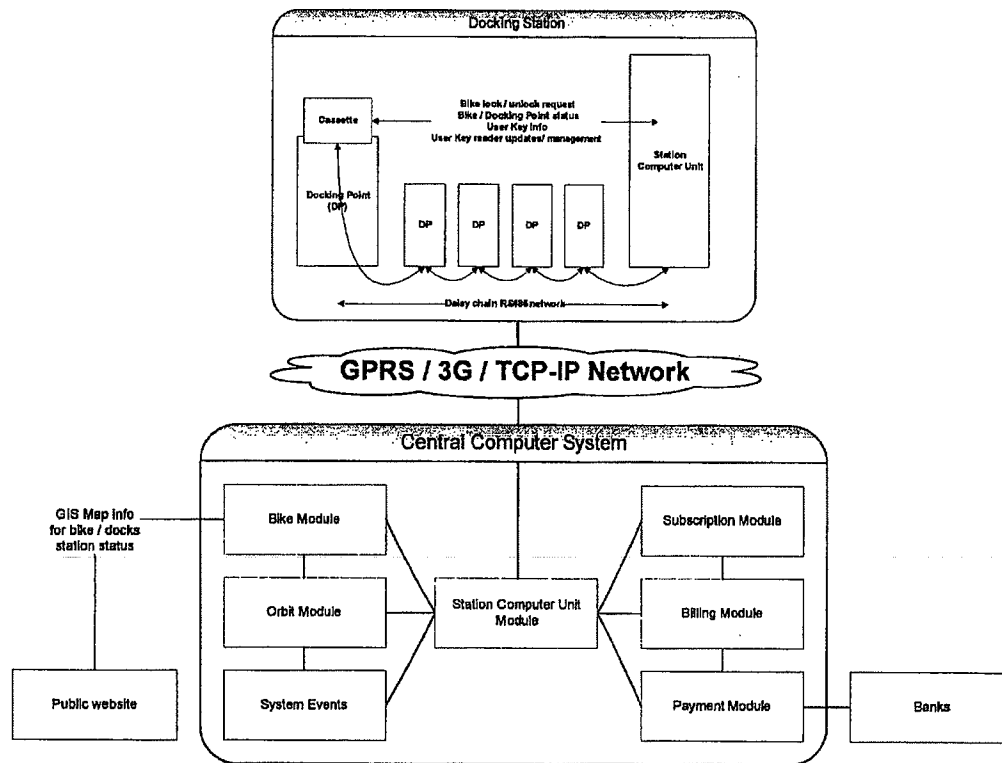 Docking Station
Bike lock / unlock request
Bike / Docking Point status
User Key Info
User Key reader updates/ management
Cassette
Station
Computer Unit
Docking Point
(DP)
DP
DP
DP
DP
Daisy chain RS485 network
GPRS / 3G / TCP-IP Network
Central Computer System
GIS Map info
for bike / docks
station status
Bike Module
Subscription Module
Orbit Module
Station Computer Unit
Module
Billing Module
Public website
System Events
Payment Module
Banks